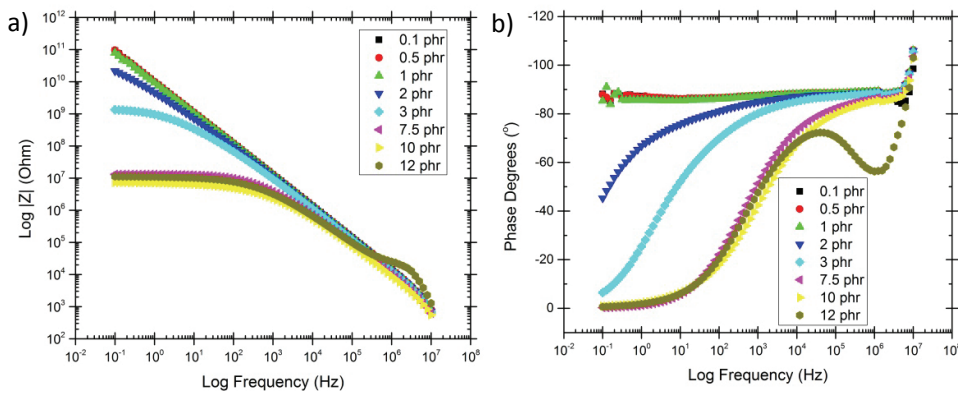 a)
Log |Z| (Ohm)
10¹²
10¹¹
10¹⁰
10⁹
10⁸
10⁷
10⁶
10⁵
10⁴
10³
10²
0.1 phr
0.5 phr
1 phr
2 phr
3 phr
7.5 phr
10 phr
12 phr
10⁻² 10⁻¹ 10⁰ 10¹ 10² 10³ 10⁴ 10⁵ 10⁶ 10⁷ 10⁸
Log Frequency (Hz)
b)
Phase Degrees (°)
-120
-100
-80
-60
-40
-20
0
0.1 phr
0.5 phr
1 phr
2 phr
3 phr
7.5 phr
10 phr
12 phr
10⁻² 10⁻¹ 10⁰ 10¹ 10² 10³ 10⁴ 10⁵ 10⁶ 10⁷ 10⁸
Log Frequency (Hz)